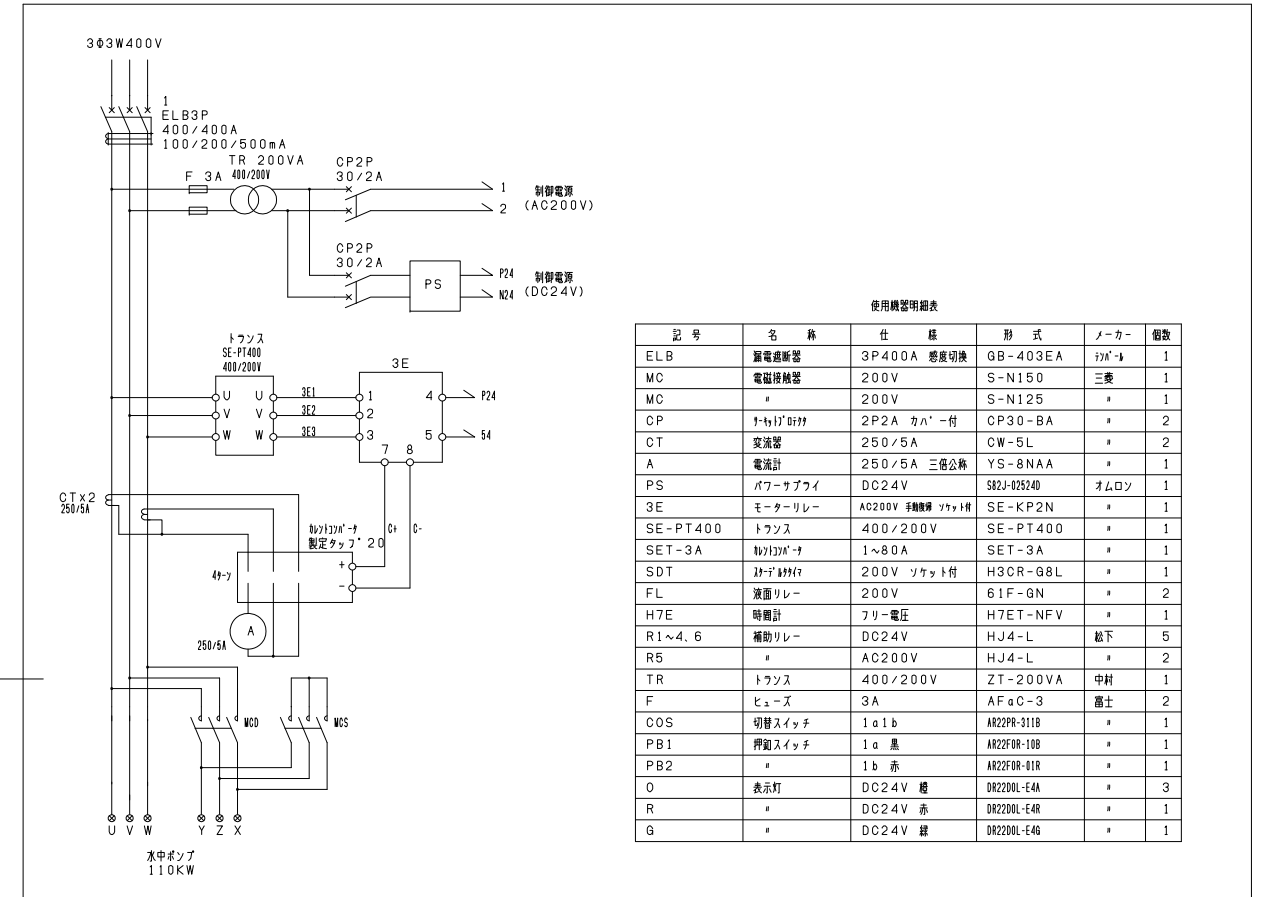 3Φ3W400V
1
ELB3P
400/400A
100/200/500mA
TR 200VA
400/200V
F 3A
CP2P
30/2A
1
2
制御電源
(AC200V)
CP2P
30/2A
PS
P24
N24
制御電源
(DC24V)
トランス
SE-PT400
400/200V
U U
V V
W W
3E1
3E2
3E3
3E
1 4
2
3 5
7 8
P24
54
CTx2
250/5A
カレントコンバータ
製定タップ 20
C+
C-
+
-
4ターン
A
250/5A
MCD
MCS
U V W Y Z X
水中ポンプ
110KW
使用機器明細表
記 号 名 称 仕 様 形 式 メーカー 個数
ELB 漏電遮断器 3P400A 感度切換 GB-403EA テンパール 1
MC 電磁接触器 200V S-N150 三菱 1
MC 〃 200V S-N125 〃 1
CP サーキットプロテクタ 2P2A カバー付 CP30-BA 〃 2
CT 変流器 250/5A CW-5L 〃 2
A 電流計 250/5A 三倍公称 YS-8NAA 〃 1
PS パワーサプライ DC24V S82J-02524D オムロン 1
3E モーターリレー AC200V 手動復帰 ソケット付 SE-KP2N 〃 1
SE-PT400 トランス 400/200V SE-PT400 〃 1
SET-3A カレントコンバータ 1~80A SET-3A 〃 1
SDT スターデルタタイマ 200V ソケット付 H3CR-G8L 〃 1
FL 液面リレー 200V 61F-GN 〃 2
H7E 時間計 フリー電圧 H7ET-NFV 〃 1
R1~4、6 補助リレー DC24V HJ4-L 松下 5
R5 〃 AC200V HJ4-L 〃 2
TR トランス 400/200V ZT-200VA 中村 1
F ヒューズ 3A AFaC-3 富士 2
COS 切替スイッチ 1a1b AR22PR-311B 〃 1
PB1 押釦スイッチ 1a 黒 AR22F0R-10B 〃 1
PB2 〃 1b 赤 AR22F0R-01R 〃 1
O 表示灯 DC24V 橙 DR22D0L-E4A 〃 3
R 〃 DC24V 赤 DR22D0L-E4R 〃 1
G 〃 DC24V 緑 DR22D0L-E4G 〃 1